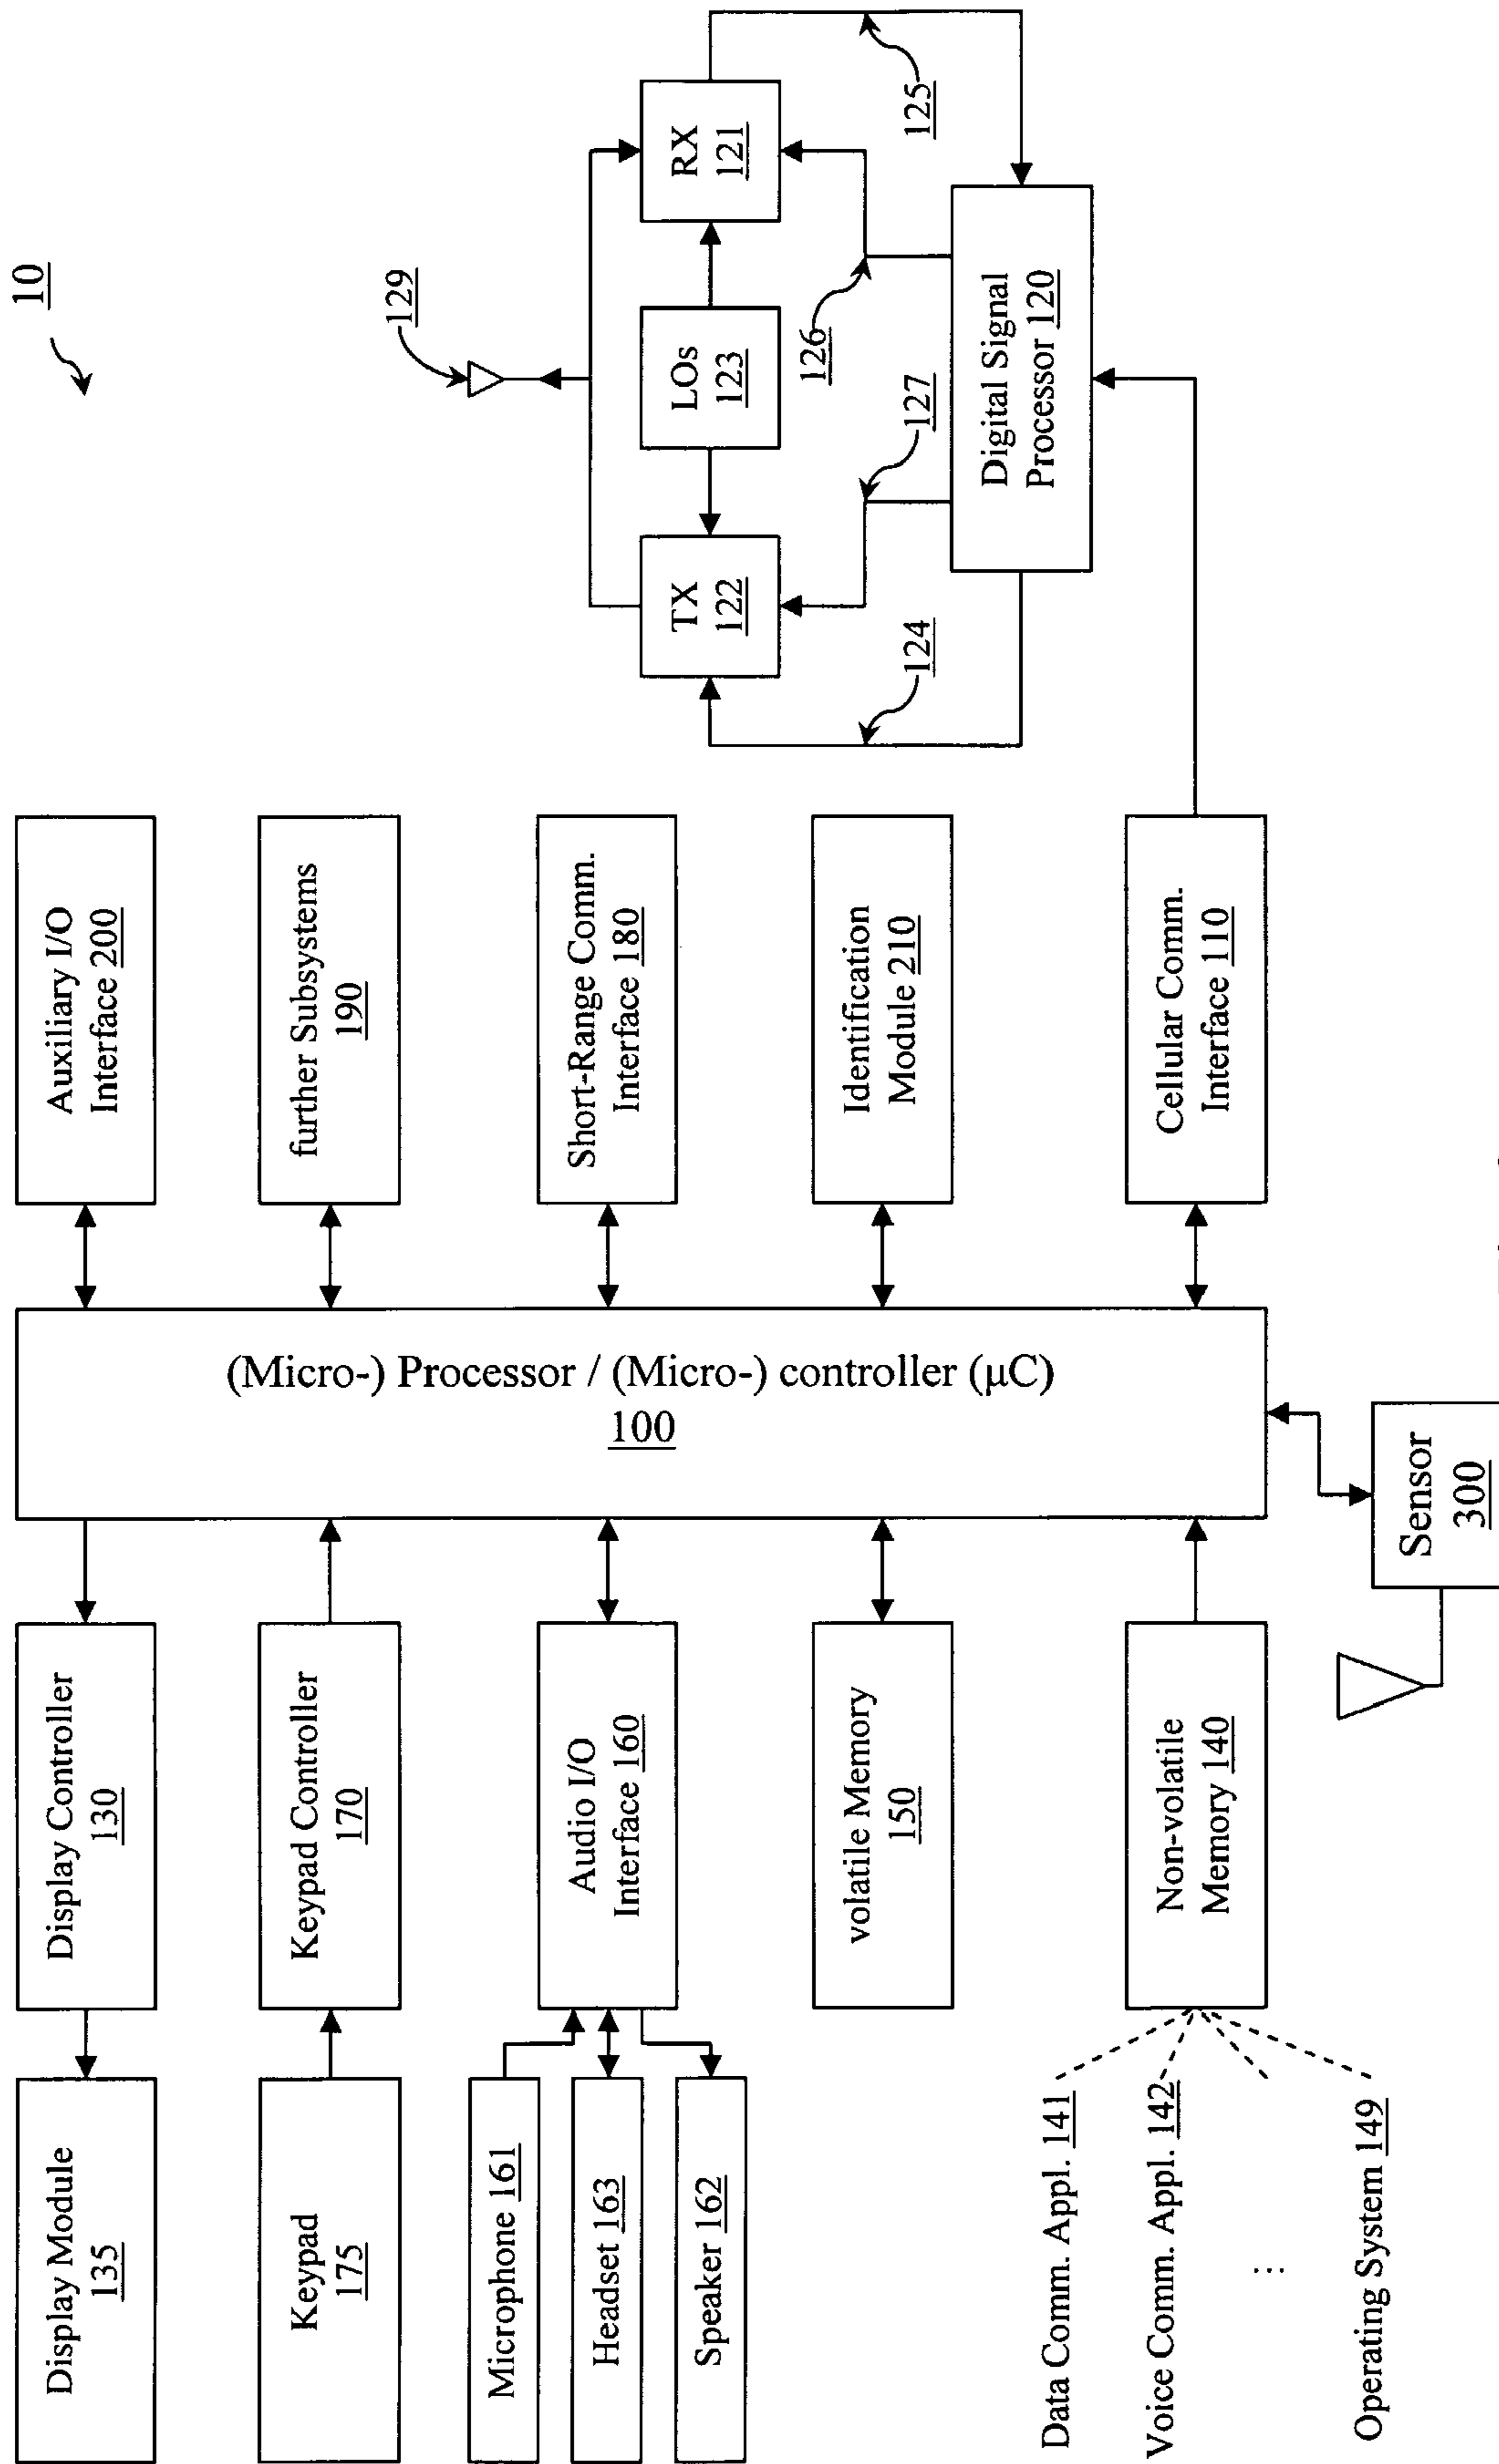 10
Display Module
135
Display Controller
130
Auxiliary I/O
Interface 200
Keypad
175
Keypad Controller
170
further Subsystems
190
Microphone 161
Headset 163
Speaker 162
Audio I/O
Interface 160
Short-Range Comm.
Interface 180
volatile Memory
150
Identification
Module 210
Non-volatile
Memory 140
Cellular Comm.
Interface 110
Data Comm. Appl. 141
Voice Comm. Appl. 142
...
Operating System 149
(Micro-) Processor / (Micro-) controller (μC)
100
Sensor
300
129
TX
122
LOs
123
RX
121
124
127
126
125
Digital Signal
Processor 120